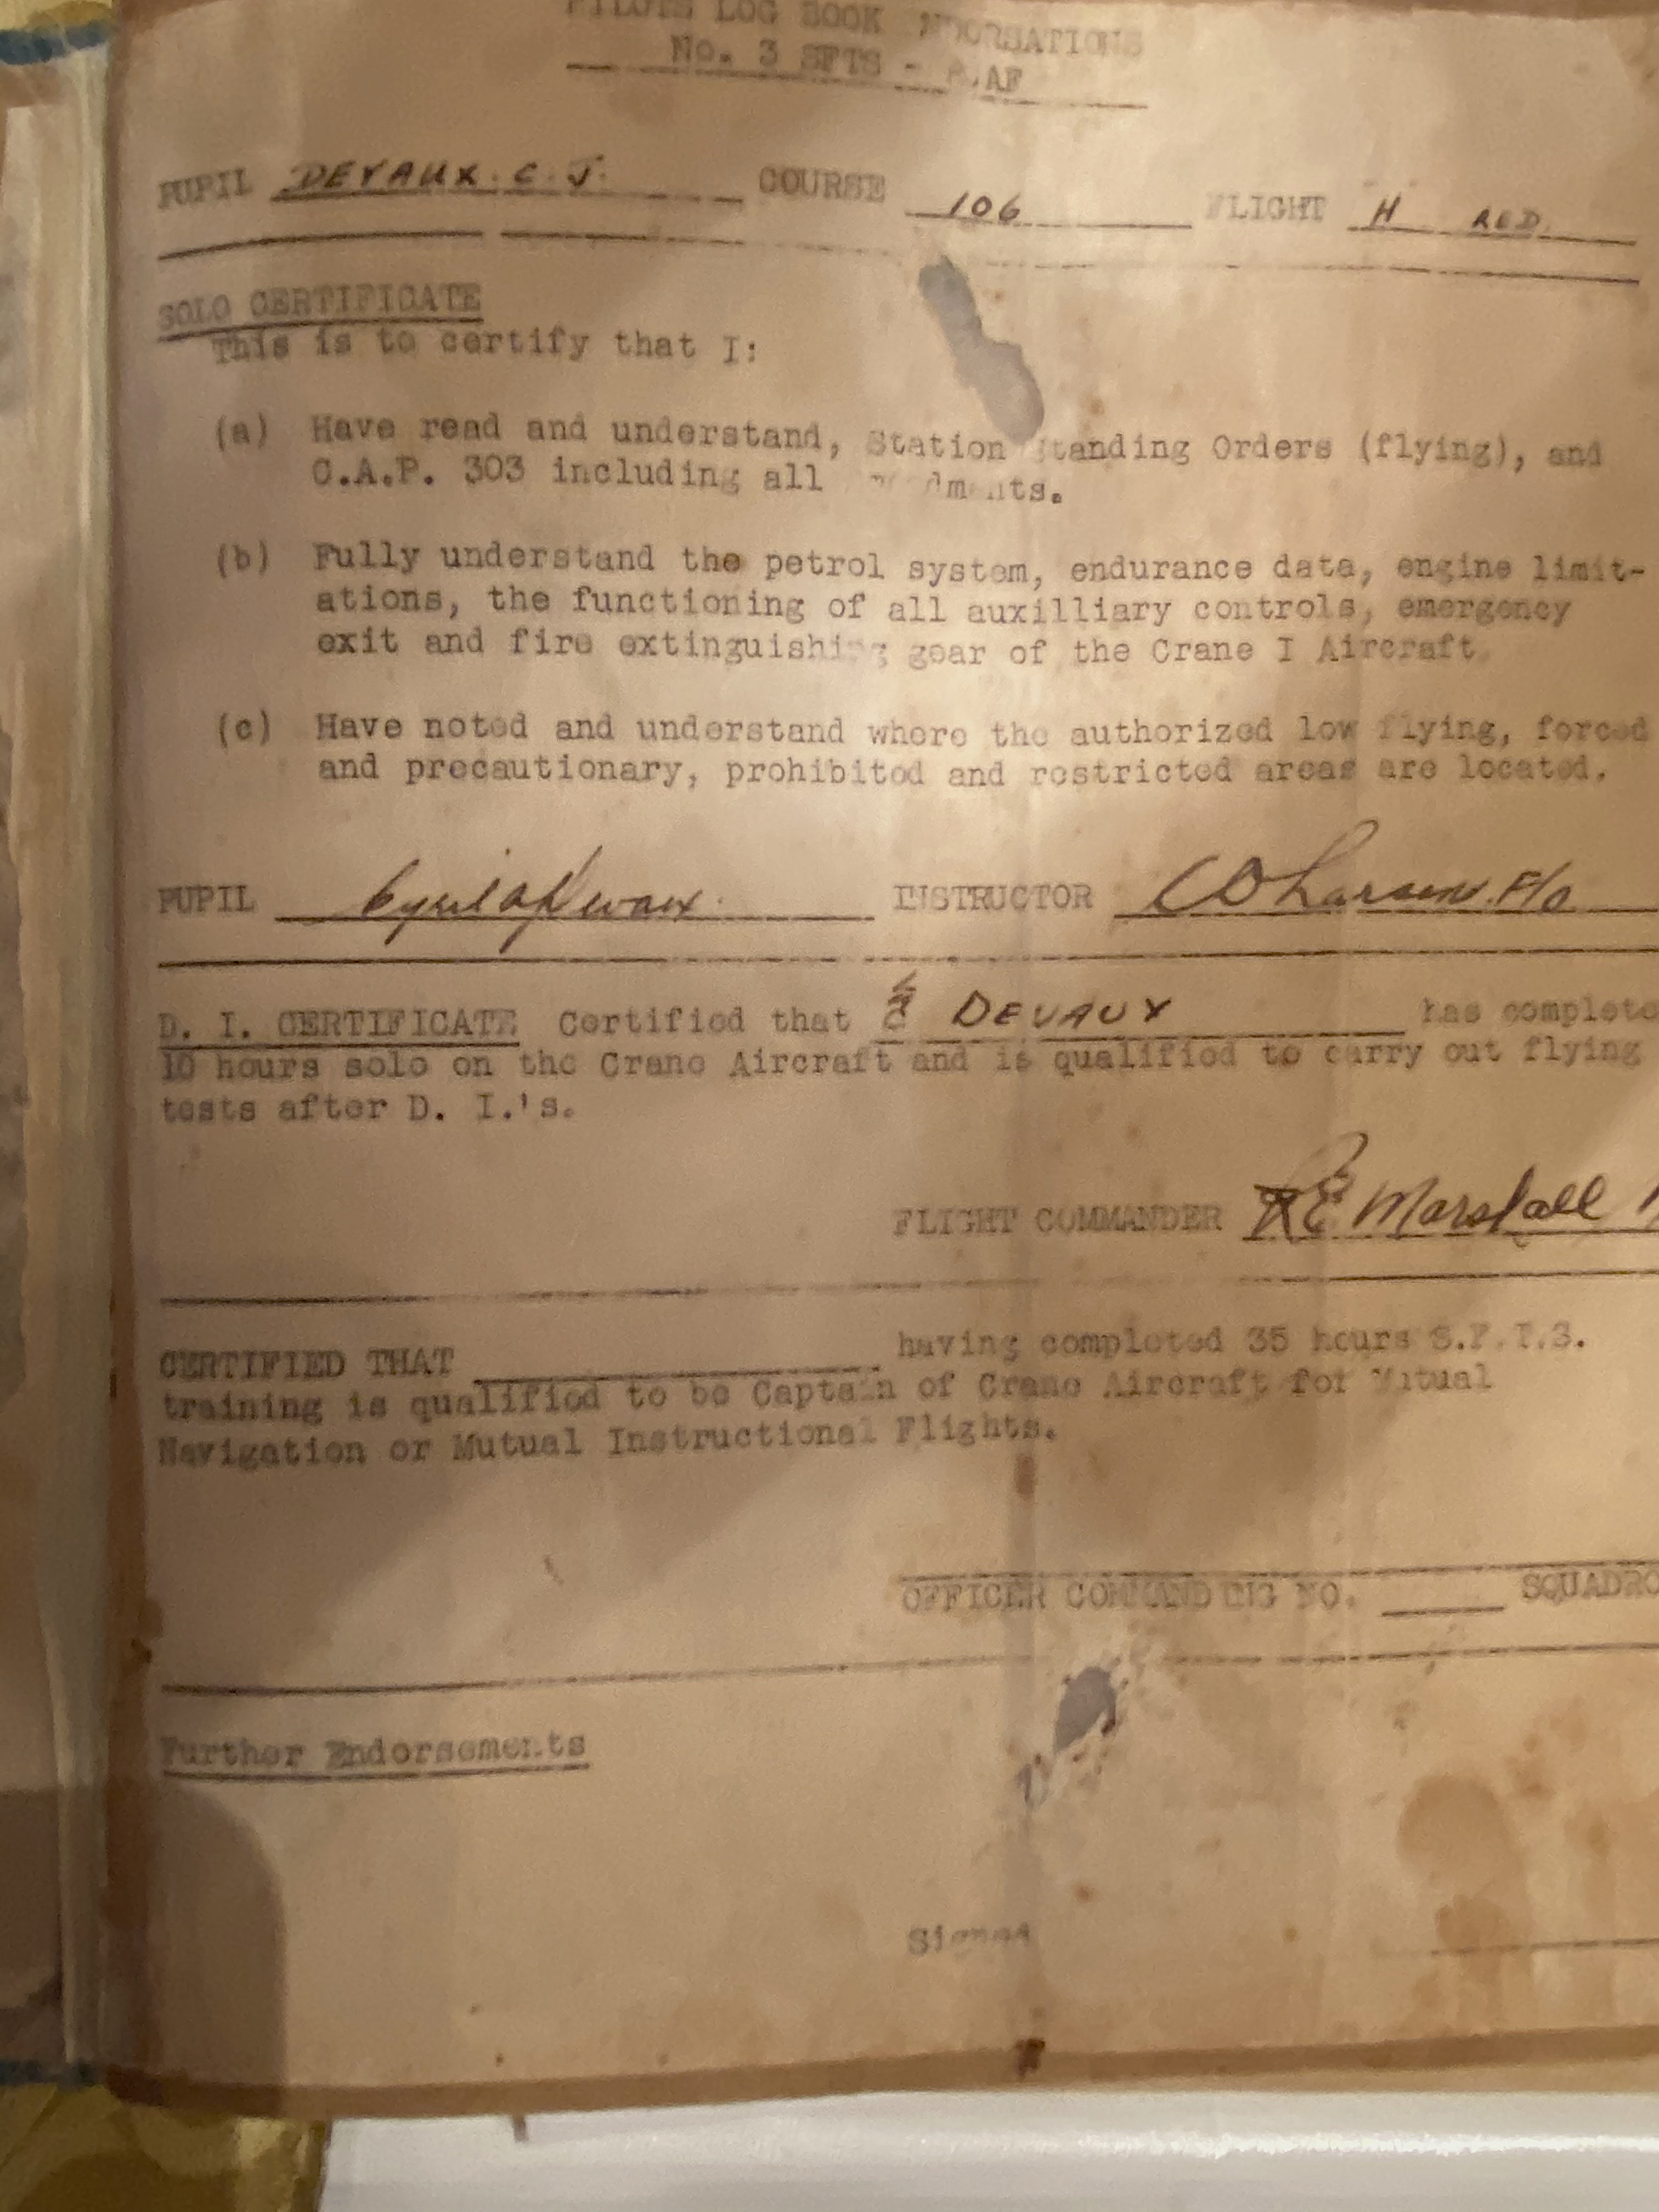 PILOTS LOG BOOK
No. 3 SFTS -
PUPIL DEVAUX. C. J. COURSE 106 FLIGHT H RED.
SOLO CERTIFICATE
This is to certify that I:
(a) Have read and understand, Station Standing Orders (flying), and
C.A.P. 303 including all
(b) Fully understand the petrol system, endurance data, engine limit-
ations, the functioning of all auxilliary controls, emergency
exit and fire extinguishing gear of the Crane I Aircraft
(c) Have noted and understand where the authorized low flying, forced
and precautionary, prohibited and restricted areas are located.
PUPIL INSTRUCTOR Larsen. F/o
D. I. CERTIFICATE Certified that DEVAUX has complete
10 hours solo on the Crane Aircraft and is qualified to carry out flying
tests after D. I.'s.
FLIGHT COMMANDER Marshall
CERTIFIED THAT having completed 35 hours S.F.T.S.
training is qualified to be Captain of Crane Aircraft for Mutual
Navigation or Mutual Instructional Flights.
OFFICER COMMANDING NO. SQUADRO
Further Endorsements
Signed